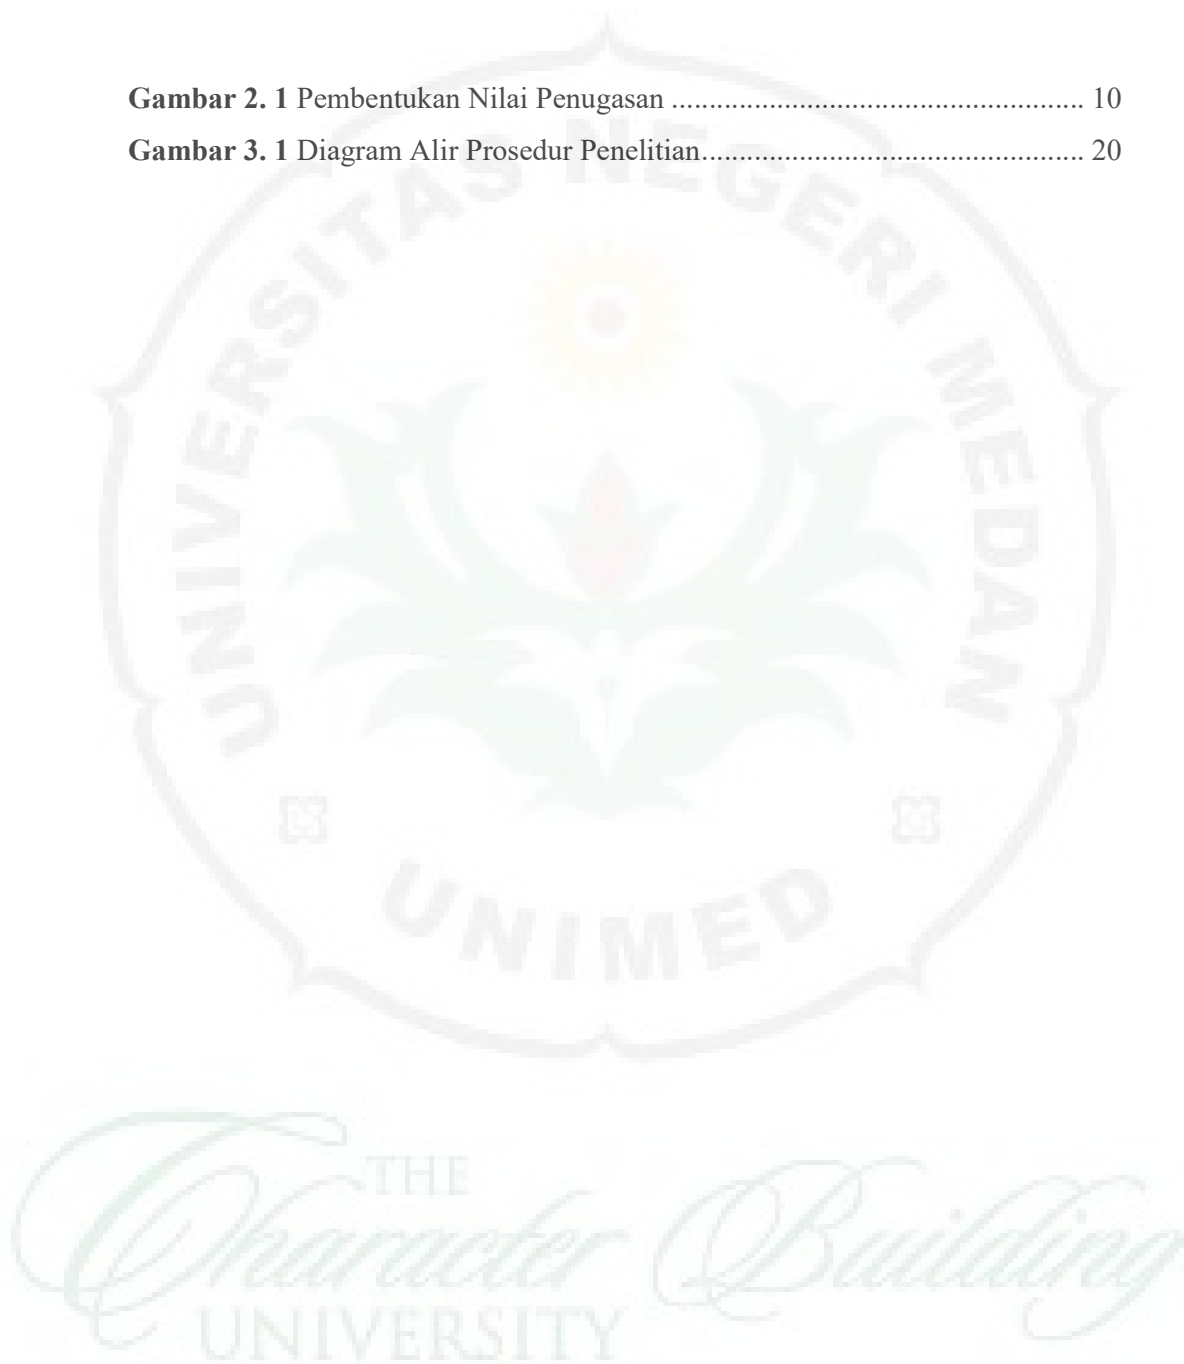 Gambar 2. 1 Pembentukan Nilai Penugasan ..................................................... 10
Gambar 3. 1 Diagram Alir Prosedur Penelitian................................................. 20
UNIVERSITAS NEGERI MEDAN
UNIMED
THE
Character Building
UNIVERSITY